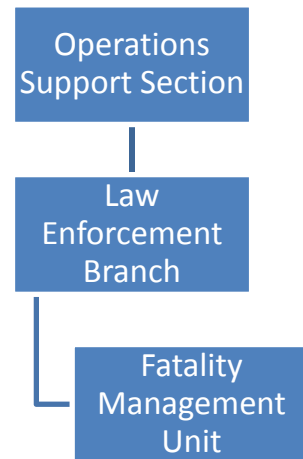 Operations
Support Section
Law
Enforcement
Branch
Fatality
Management
Unit